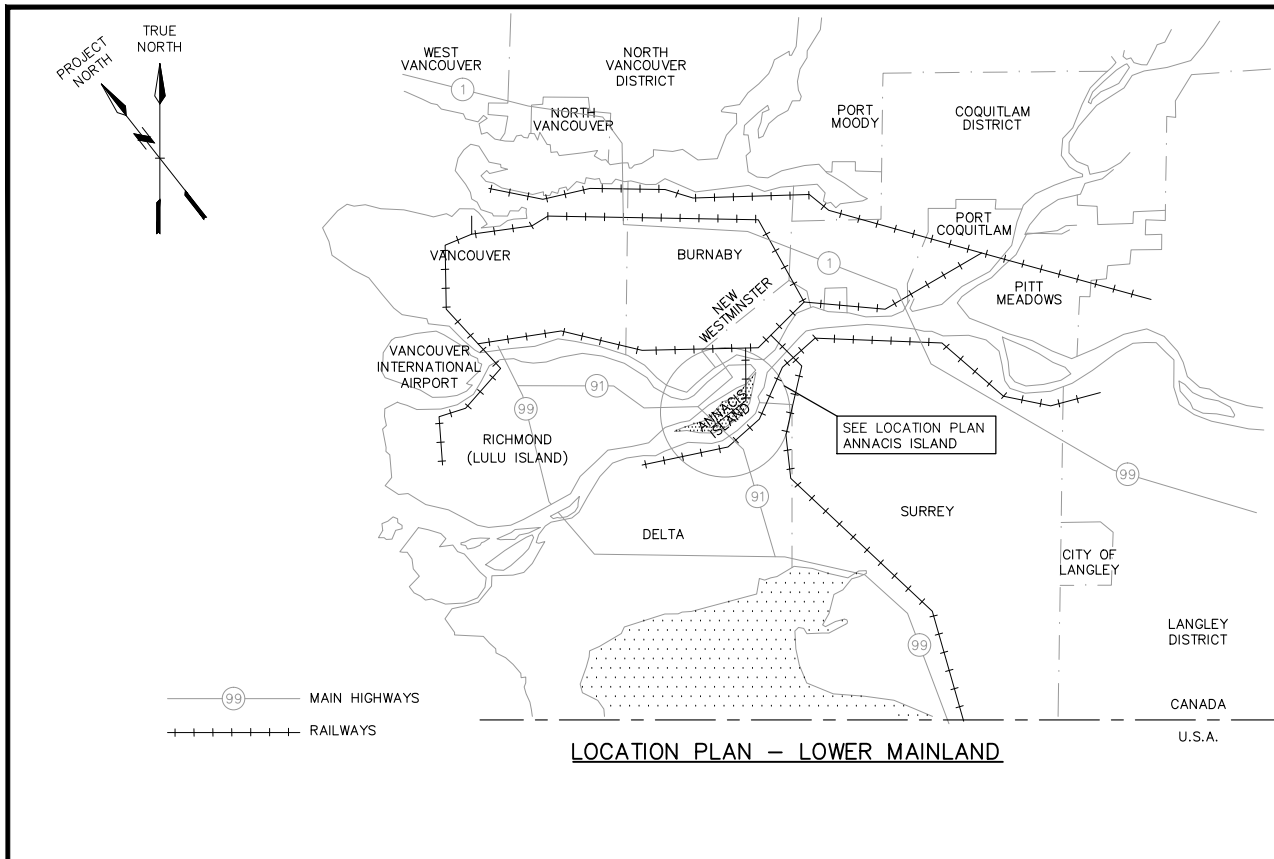 TRUE
NORTH
PROJECT
NORTH
WEST
VANCOUVER
NORTH
VANCOUVER
DISTRICT
1
NORTH
VANCOUVER
PORT
MOODY
COQUITLAM
DISTRICT
PORT
COQUITLAM
VANCOUVER
BURNABY
1
PITT
MEADOWS
NEW
WESTMINSTER
VANCOUVER
INTERNATIONAL
AIRPORT
91
99
ANNACIS
ISLAND
SEE LOCATION PLAN
ANNACIS ISLAND
RICHMOND
(LULU ISLAND)
99
91
SURREY
DELTA
CITY OF
LANGLEY
LANGLEY
DISTRICT
99
99
MAIN HIGHWAYS
RAILWAYS
CANADA
U.S.A.
LOCATION PLAN – LOWER MAINLAND